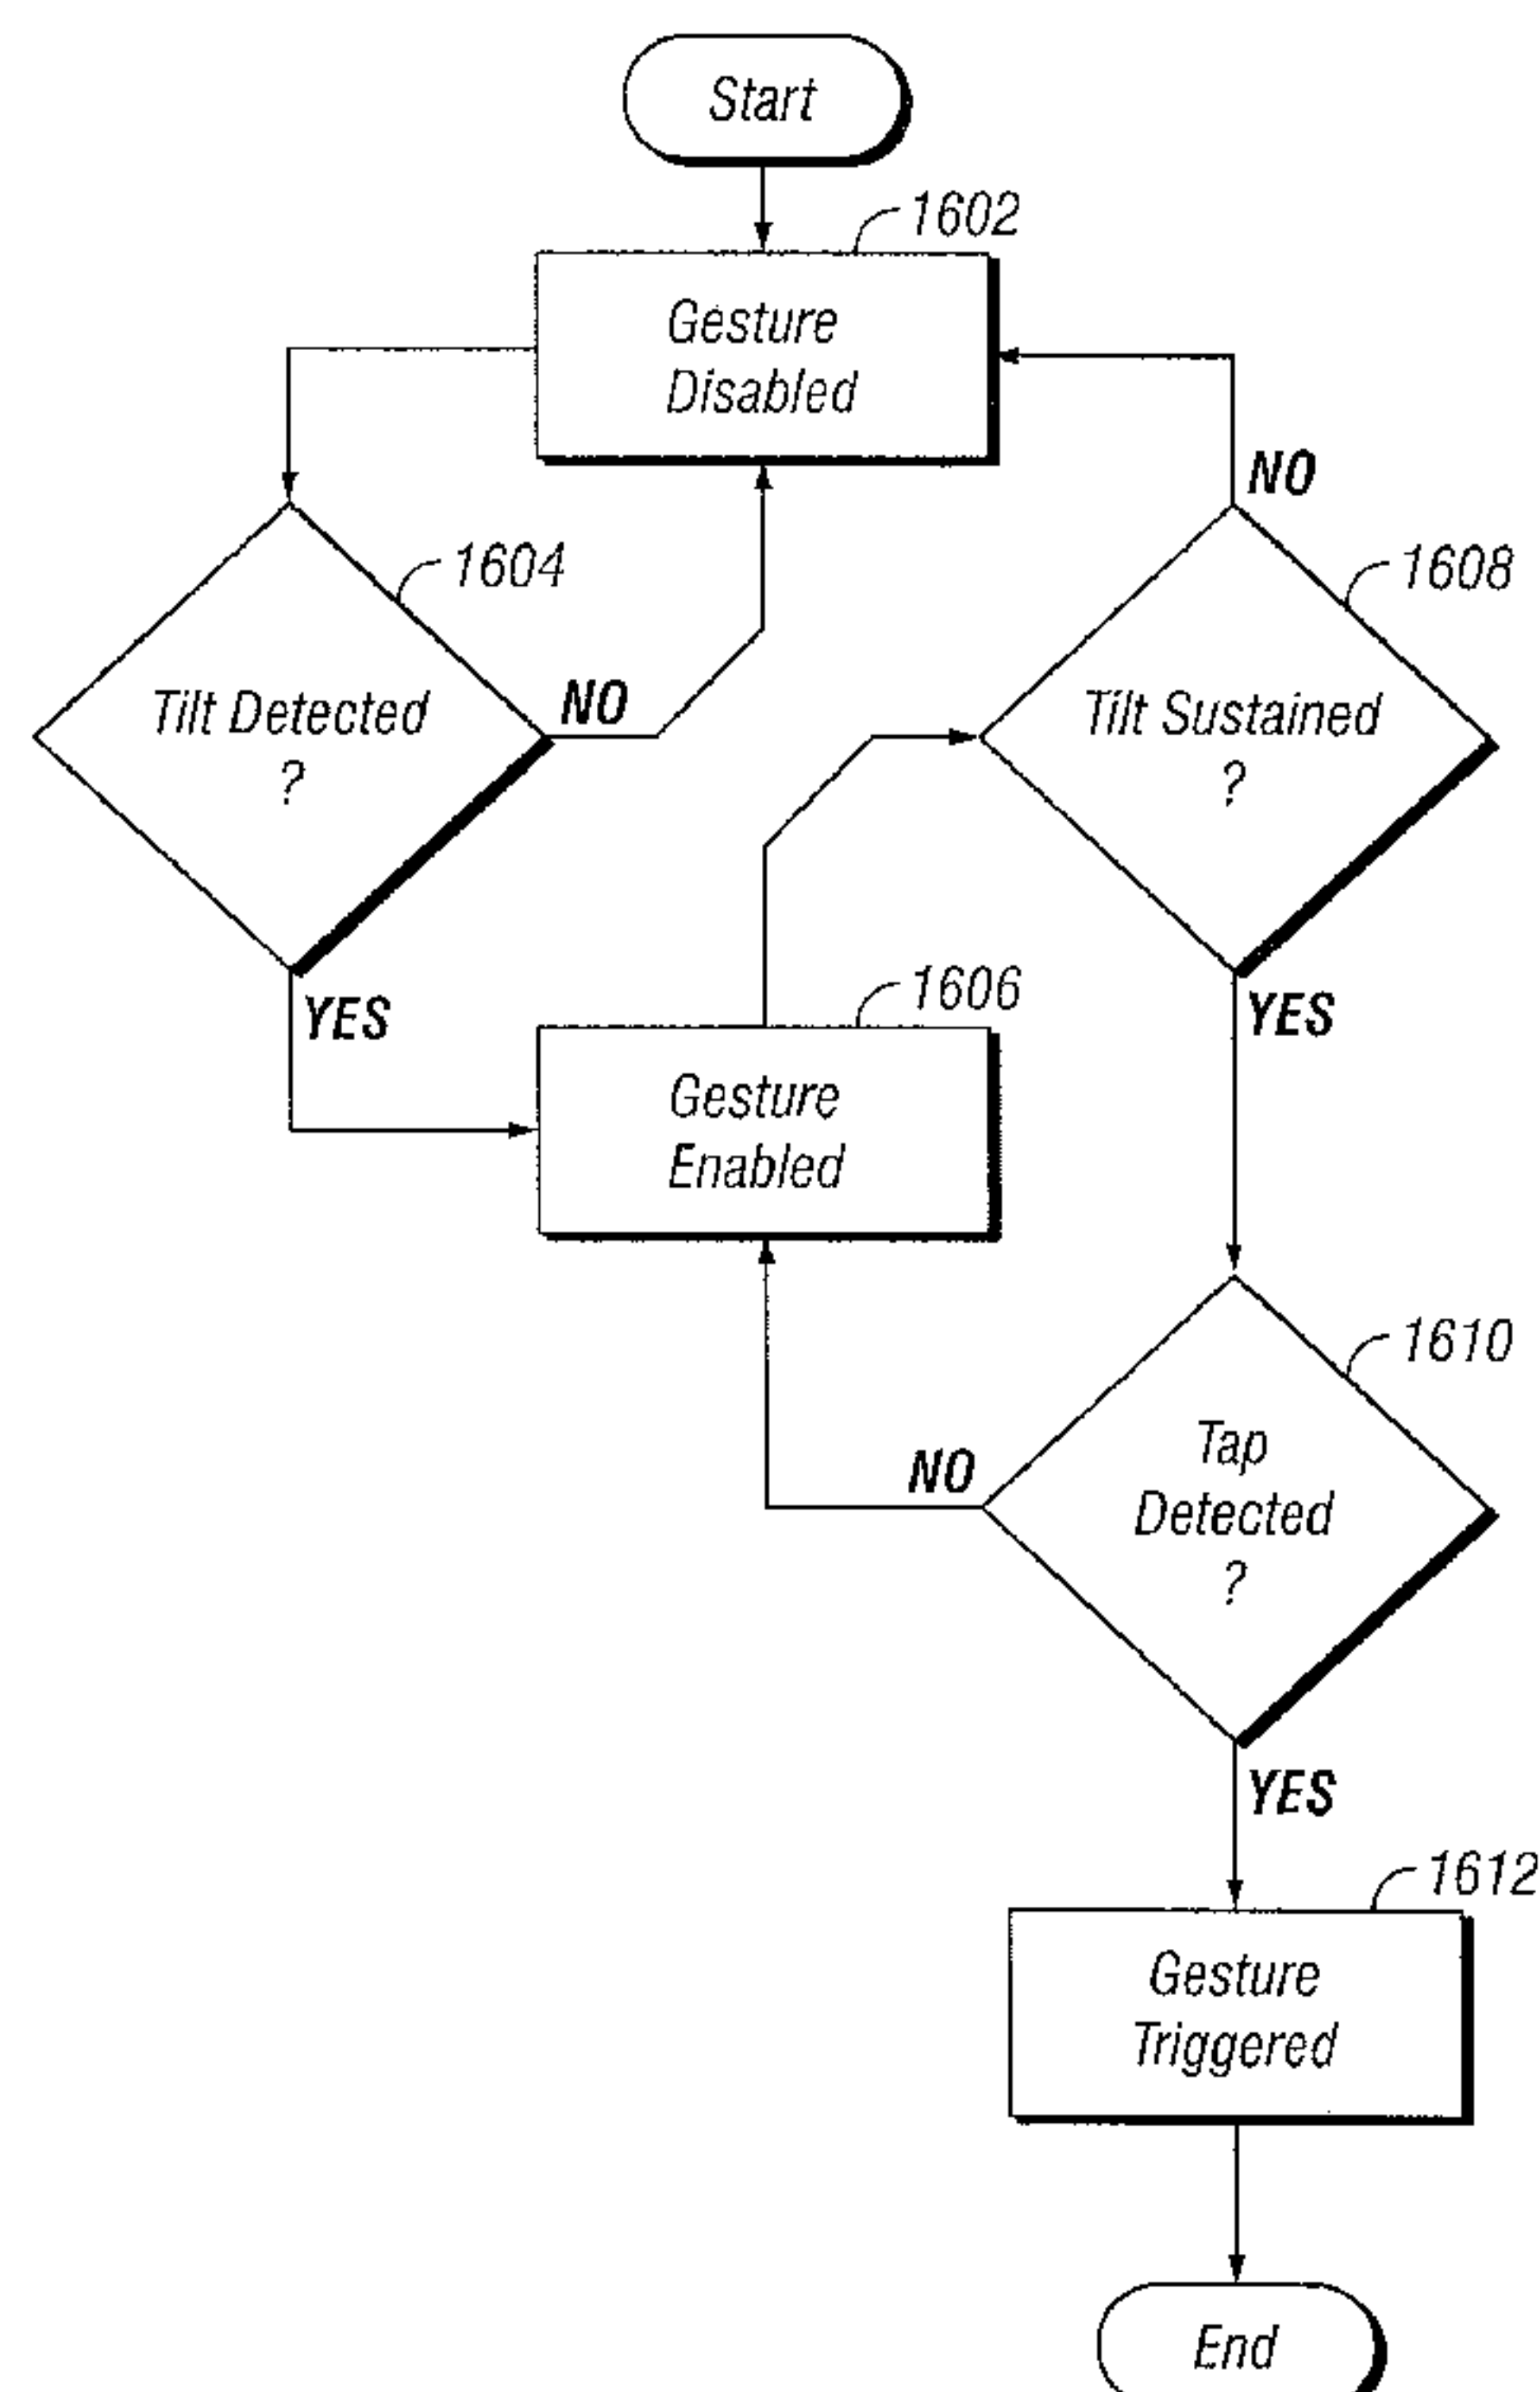 Start
1602
Gesture
Disabled
NO
1604
1608
Tilt Detected
?
NO
Tilt Sustained
?
YES
1606
YES
Gesture
Enabled
1610
NO
Tap
Detected
?
YES
1612
Gesture
Triggered
End